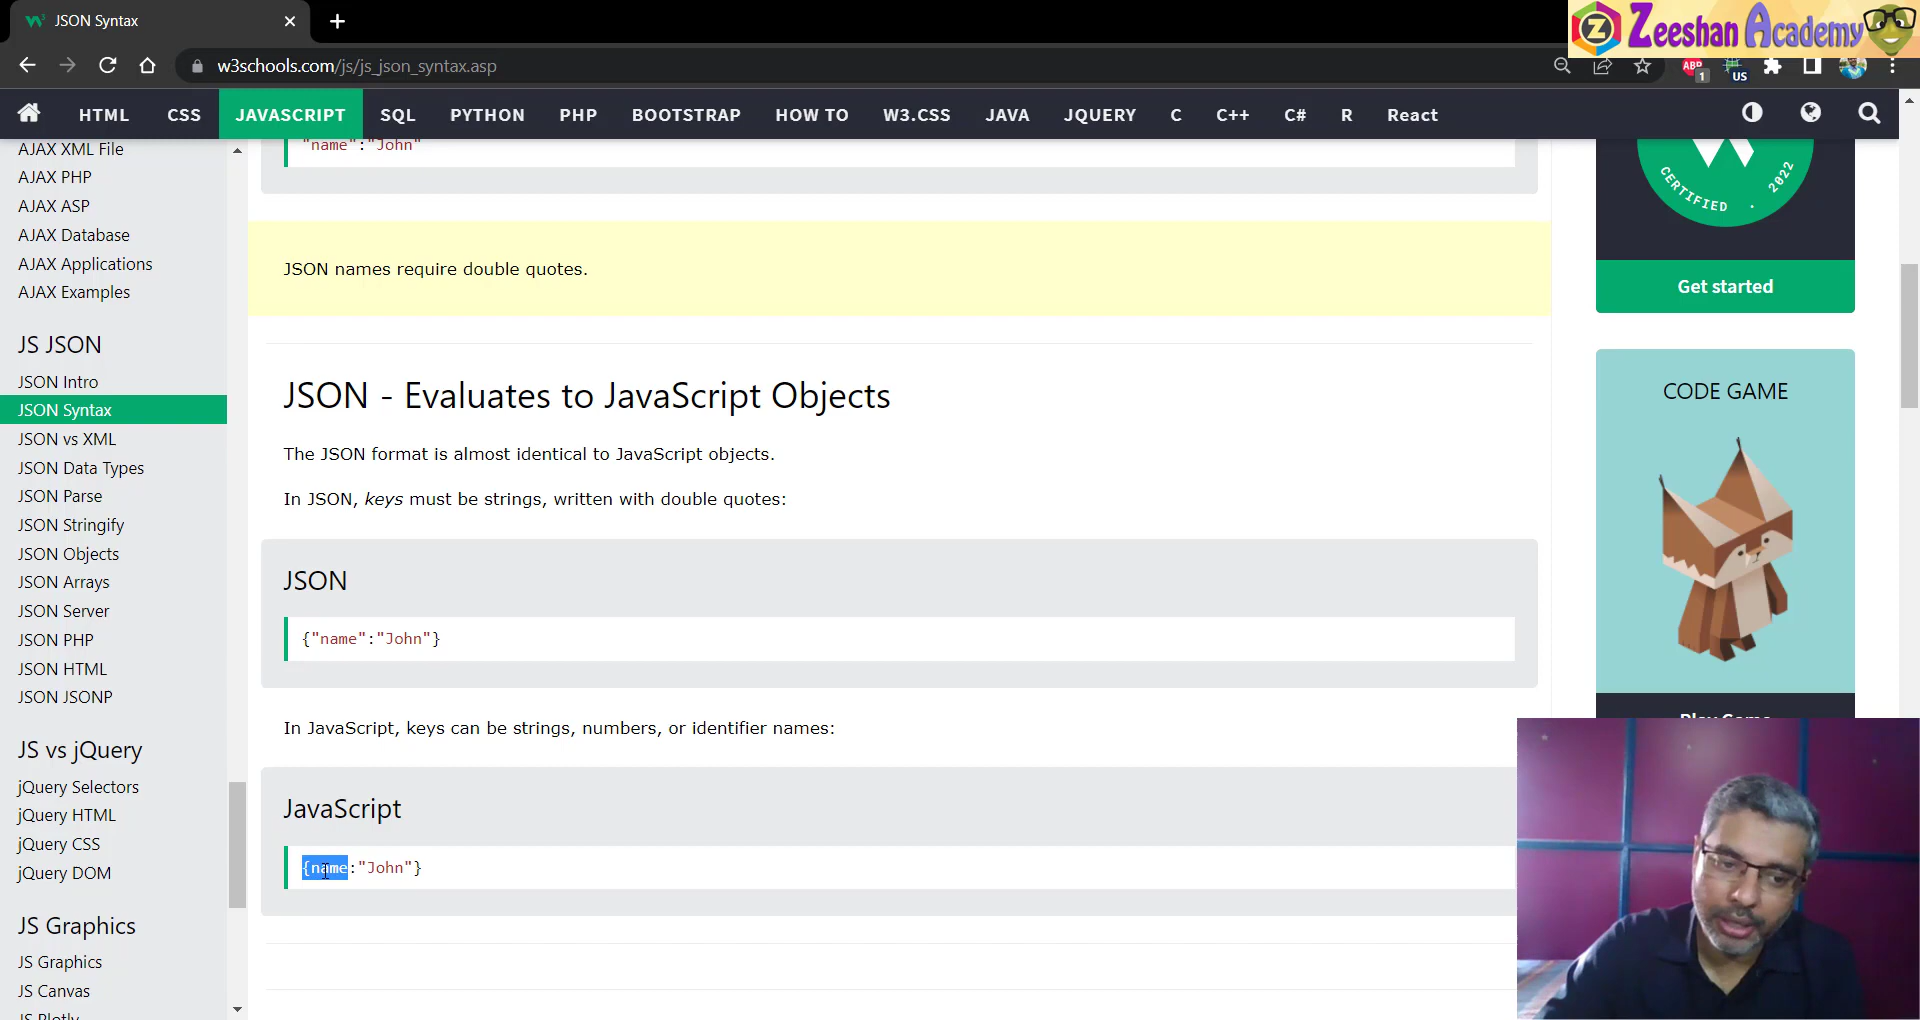 JSON Syntax
Zeeshan Academy
w3schools.com/js/js_json_syntax.asp
ABP
1
US
HTML
CSS
JAVASCRIPT
SQL
PYTHON
PHP
BOOTSTRAP
HOW TO
W3.CSS
JAVA
JQUERY
C
C++
C#
R
React
AJAX XML File
AJAX PHP
AJAX ASP
AJAX Database
AJAX Applications
AJAX Examples
JS JSON
JSON Intro
JSON Syntax
JSON vs XML
JSON Data Types
JSON Parse
JSON Stringify
JSON Objects
JSON Arrays
JSON Server
JSON PHP
JSON HTML
JSON JSONP
JS vs jQuery
jQuery Selectors
jQuery HTML
jQuery CSS
jQuery DOM
JS Graphics
JS Graphics
JS Canvas
JS Plotly
"name":"John"
JSON names require double quotes.
JSON - Evaluates to JavaScript Objects
The JSON format is almost identical to JavaScript objects.
In JSON, keys must be strings, written with double quotes:
JSON
{"name":"John"}
In JavaScript, keys can be strings, numbers, or identifier names:
JavaScript
{name:"John"}
CERTIFIED . 2022
Get started
CODE GAME
Play Game